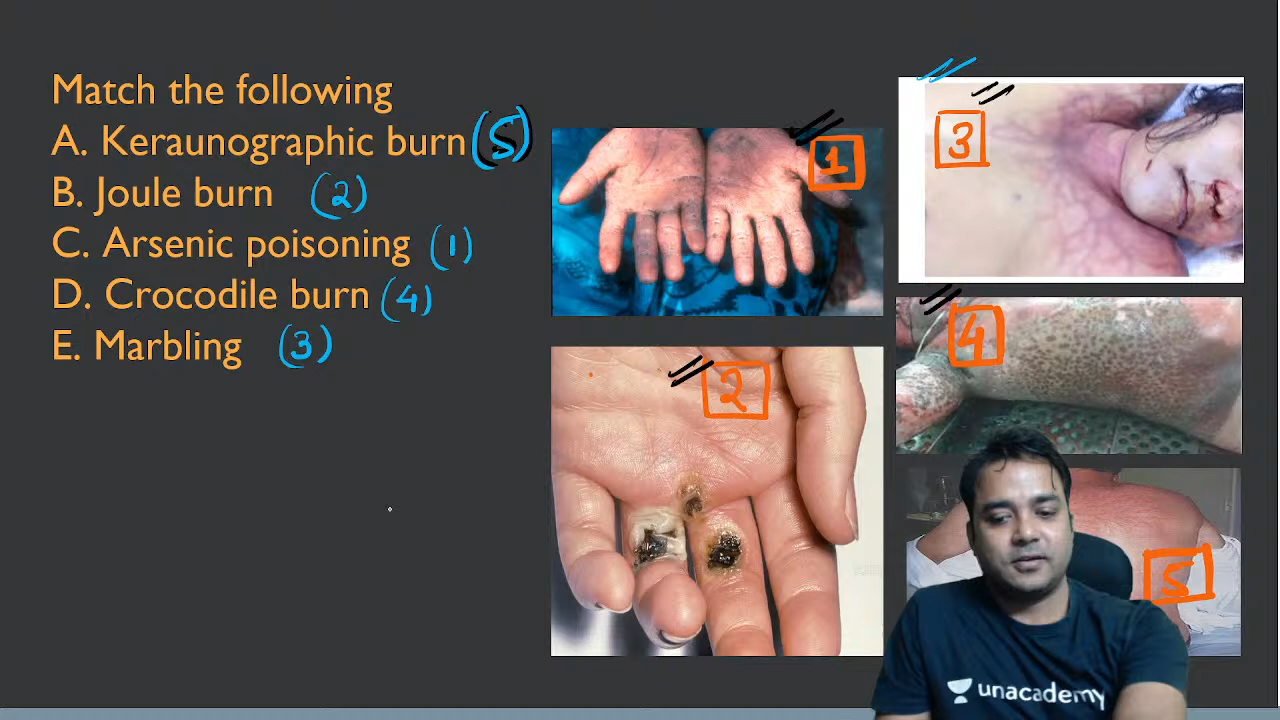 Match the following
A. Keraunographic burn (5)
B. Joule burn (2)
C. Arsenic poisoning (1)
D. Crocodile burn (4)
E. Marbling (3)
1
3
2
4
5
unacademy